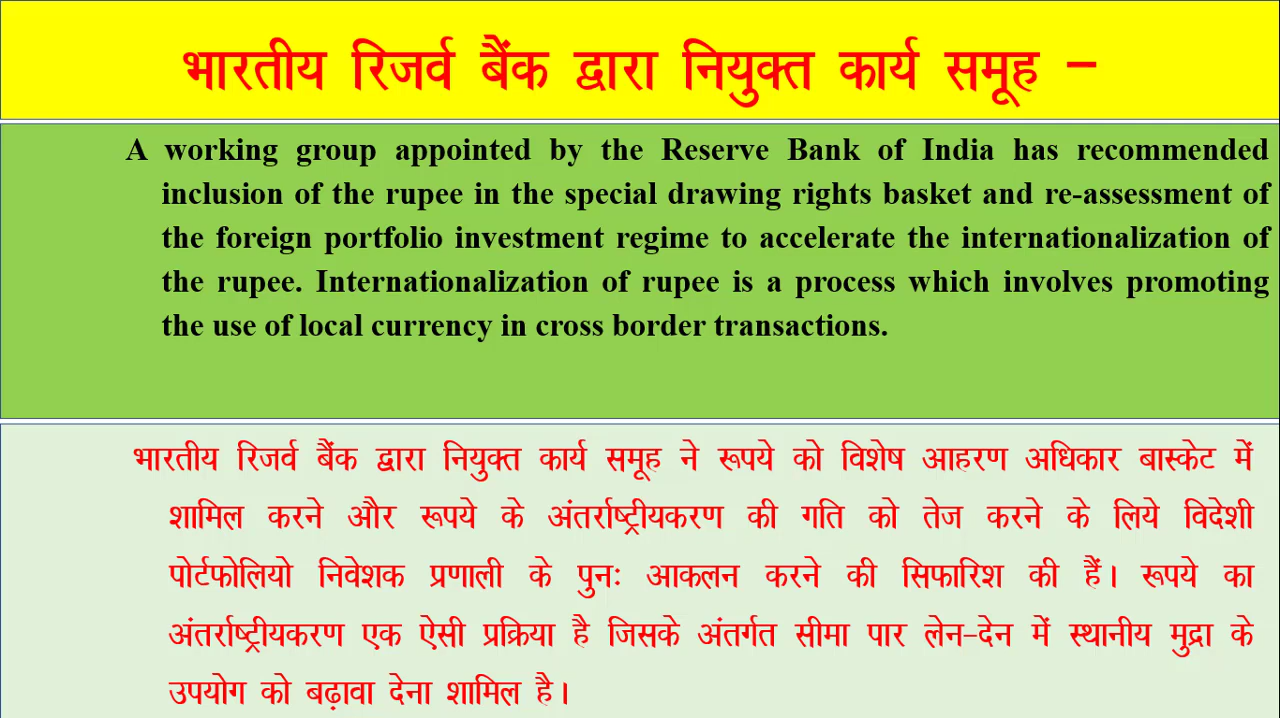 भारतीय रिजर्व बैंक द्वारा नियुक्त कार्य समूह –
A working group appointed by the Reserve Bank of India has recommended
inclusion of the rupee in the special drawing rights basket and re-assessment of
the foreign portfolio investment regime to accelerate the internationalization of
the rupee. Internationalization of rupee is a process which involves promoting
the use of local currency in cross border transactions.
भारतीय रिजर्व बैंक द्वारा नियुक्त कार्य समूह ने रूपये को विशेष आहरण अधिकार बास्केट में
शामिल करने और रूपये के अंतर्राष्ट्रीयकरण की गति को तेज करने के लिये विदेशी
पोर्टफोलियो निवेशक प्रणाली के पुनः आकलन करने की सिफारिश की हैं। रूपये का
अंतर्राष्ट्रीयकरण एक ऐसी प्रक्रिया है जिसके अंतर्गत सीमा पार लेन-देन में स्थानीय मुद्रा के
उपयोग को बढ़ावा देना शामिल है।